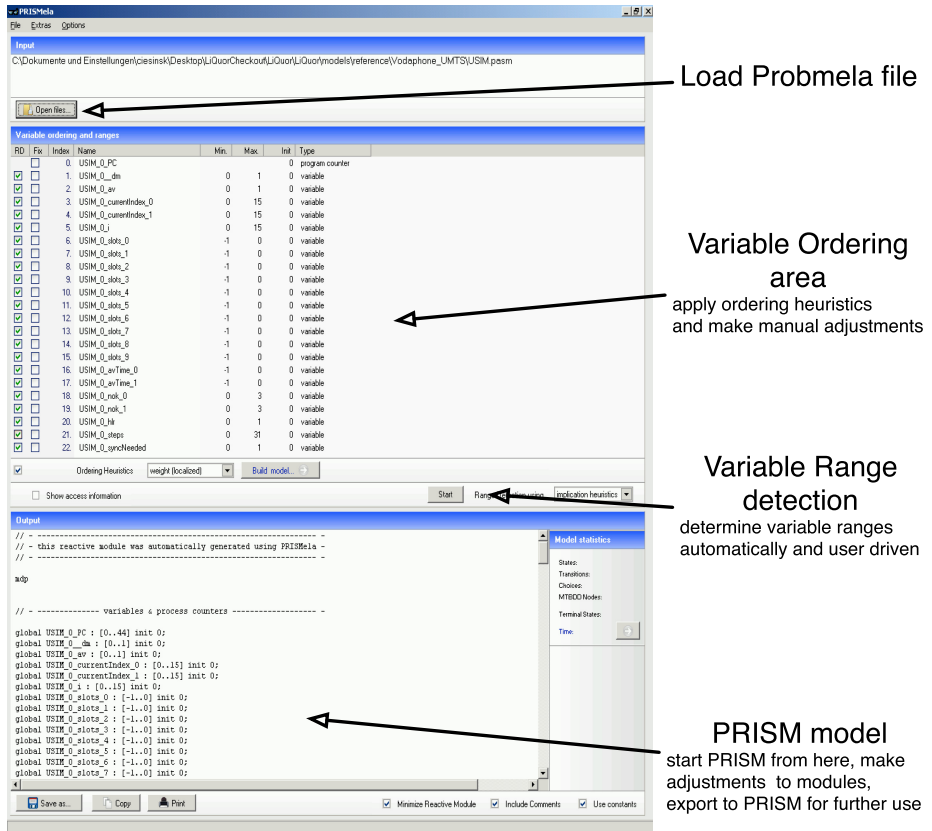 PRISMela
File Extras Options
Input
C:\Dokumente und Einstellungen\ciesinsk\Desktop\LiQuorCheckout\LiQuor\LiQuor\models\reference\Vodaphone_UMTS\USIM.pasm
Open files...
Load Probmela file
Variable ordering and ranges
RD Fix Index Name Min. Max. Init Type
0. USIM_0_PC 0 program counter
1. USIM_0__dm 0 1 0 variable
2. USIM_0_av 0 1 0 variable
3. USIM_0_currentIndex_0 0 15 0 variable
4. USIM_0_currentIndex_1 0 15 0 variable
5. USIM_0_i 0 15 0 variable
6. USIM_0_slots_0 -1 0 0 variable
7. USIM_0_slots_1 -1 0 0 variable
8. USIM_0_slots_2 -1 0 0 variable
9. USIM_0_slots_3 -1 0 0 variable
10. USIM_0_slots_4 -1 0 0 variable
11. USIM_0_slots_5 -1 0 0 variable
12. USIM_0_slots_6 -1 0 0 variable
13. USIM_0_slots_7 -1 0 0 variable
14. USIM_0_slots_8 -1 0 0 variable
15. USIM_0_slots_9 -1 0 0 variable
16. USIM_0_avTime_0 -1 0 0 variable
17. USIM_0_avTime_1 -1 0 0 variable
18. USIM_0_nok_0 0 3 0 variable
19. USIM_0_nok_1 0 3 0 variable
20. USIM_0_hlr 0 1 0 variable
21. USIM_0_steps 0 31 0 variable
22. USIM_0_syncNeeded 0 1 0 variable
Variable Ordering
area
apply ordering heuristics
and make manual adjustments
Ordering Heuristics weight (localized) Build model...
Show access information Start using implication heuristics
Variable Range
detection
determine variable ranges
automatically and user driven
Output
// - --------------------------------------------------------- -
// - this reactive module was automatically generated using PRISMela -
// - --------------------------------------------------------- -
mdp
// - -------------- variables & process counters ------------------- -
global USIM_0_PC : [0..44] init 0;
global USIM_0__dm : [0..1] init 0;
global USIM_0_av : [0..1] init 0;
global USIM_0_currentIndex_0 : [0..15] init 0;
global USIM_0_currentIndex_1 : [0..15] init 0;
global USIM_0_i : [0..15] init 0;
global USIM_0_slots_0 : [-1..0] init 0;
global USIM_0_slots_1 : [-1..0] init 0;
global USIM_0_slots_2 : [-1..0] init 0;
global USIM_0_slots_3 : [-1..0] init 0;
global USIM_0_slots_4 : [-1..0] init 0;
global USIM_0_slots_5 : [-1..0] init 0;
global USIM_0_slots_6 : [-1..0] init 0;
global USIM_0_slots_7 : [-1..0] init 0;
Model statistics
States:
Transitions:
Choices:
MTBDD Nodes:
Terminal States:
Time:
PRISM model
start PRISM from here, make
adjustments to modules,
export to PRISM for further use
Save as... Copy Print Minimize Reactive Module Include Comments Use constants